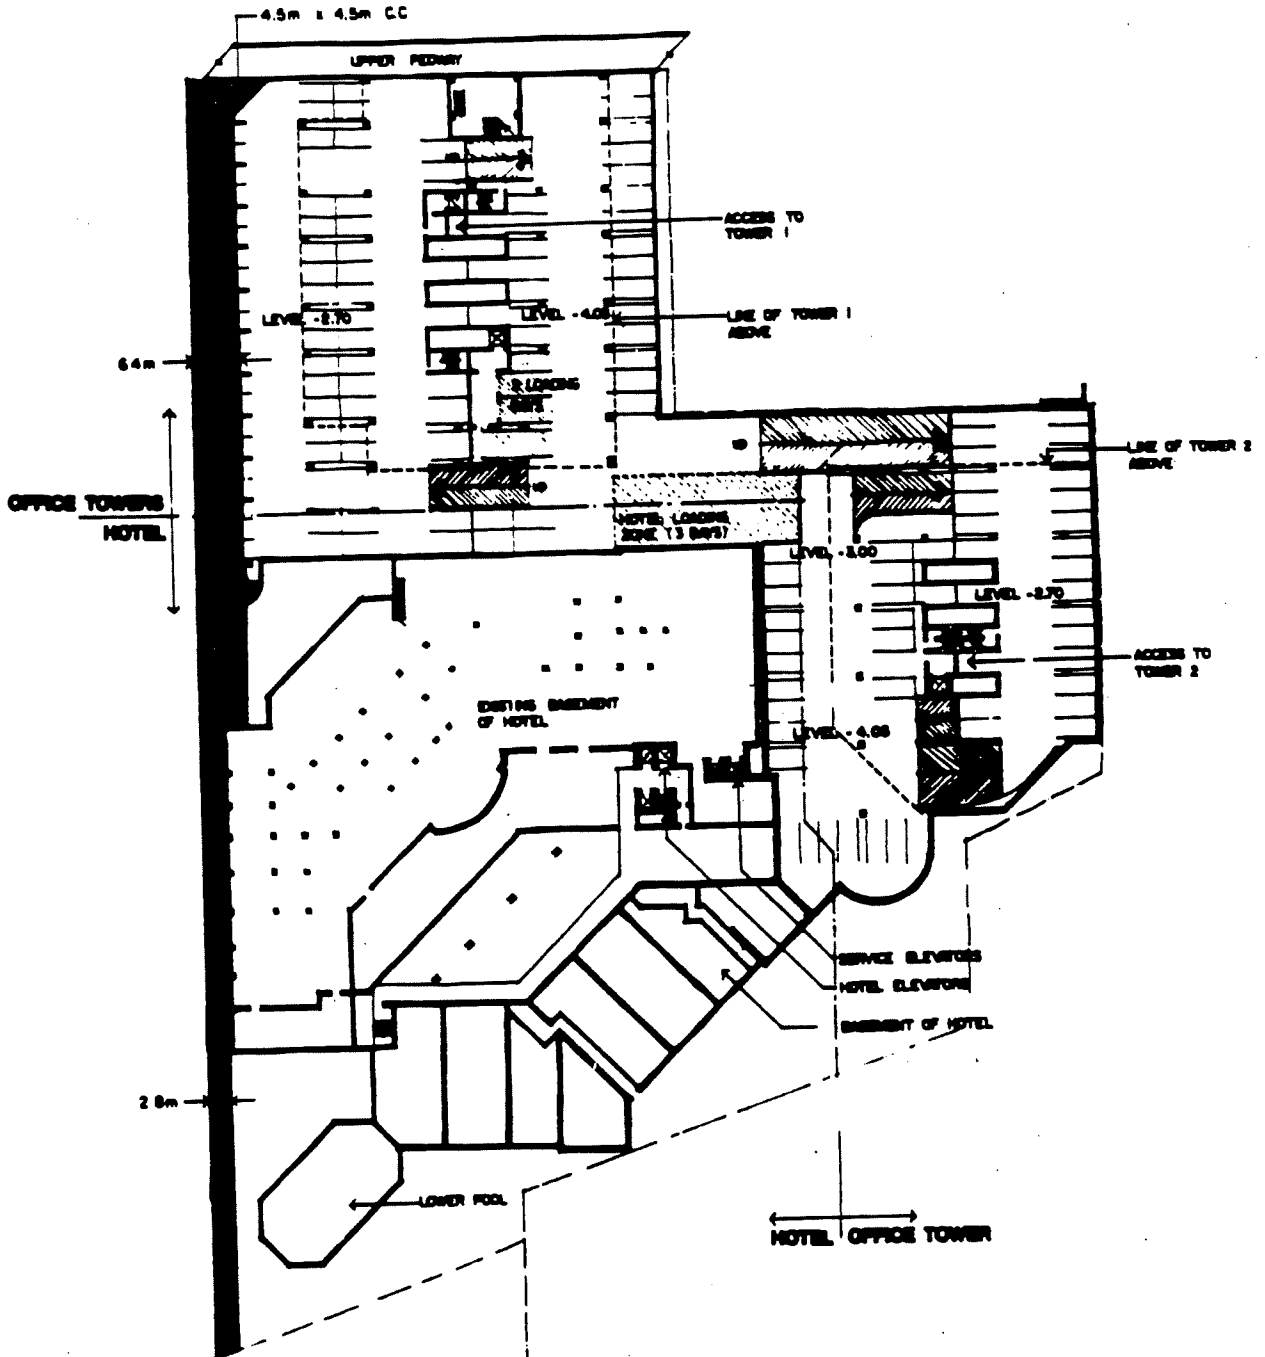 4.5m x 4.5m C.C
UPPER PEDWAY
ACCESS TO
TOWER 1
LEVEL -2.70
LEVEL -4.05
LINE OF TOWER 1
ABOVE
6.4m
2 LOADING
BAYS
UP
LINE OF TOWER 2
ABOVE
UP
OFFICE TOWERS
HOTEL
HOTEL LOADING
ZONE (3 BAYS)
LEVEL -3.00
LEVEL -2.70
ACCESS TO
TOWER 2
EXISTING BASEMENT
OF HOTEL
LEVEL -4.05
SERVICE ELEVATORS
HOTEL ELEVATORS
BASEMENT OF HOTEL
2.8m
LOWER POOL
HOTEL OFFICE TOWER